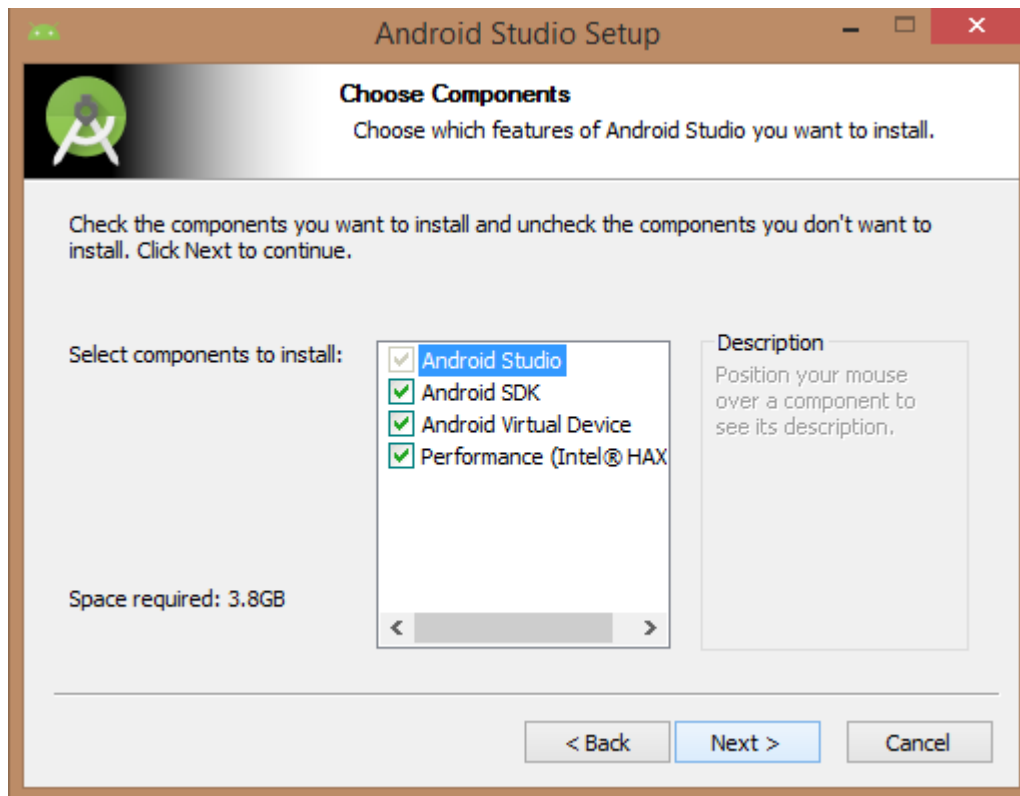 Android Studio Setup
Choose Components
Choose which features of Android Studio you want to install.
Check the components you want to install and uncheck the components you don't want to
install. Click Next to continue.
Select components to install:
Android Studio
Android SDK
Android Virtual Device
Performance (Intel® HAX
Description
Position your mouse
over a component to
see its description.
Space required: 3.8GB
< Back
Next >
Cancel